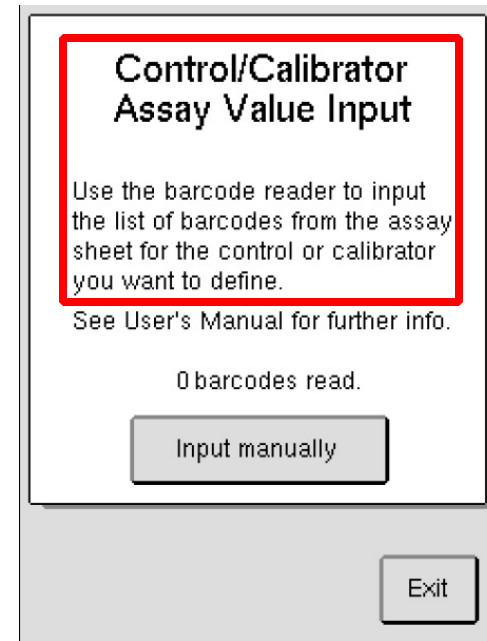 Control/Calibrator
Assay Value Input
Use the barcode reader to input
the list of barcodes from the assay
sheet for the control or calibrator
you want to define.
See User's Manual for further info.
0 barcodes read.
Input manually
Exit